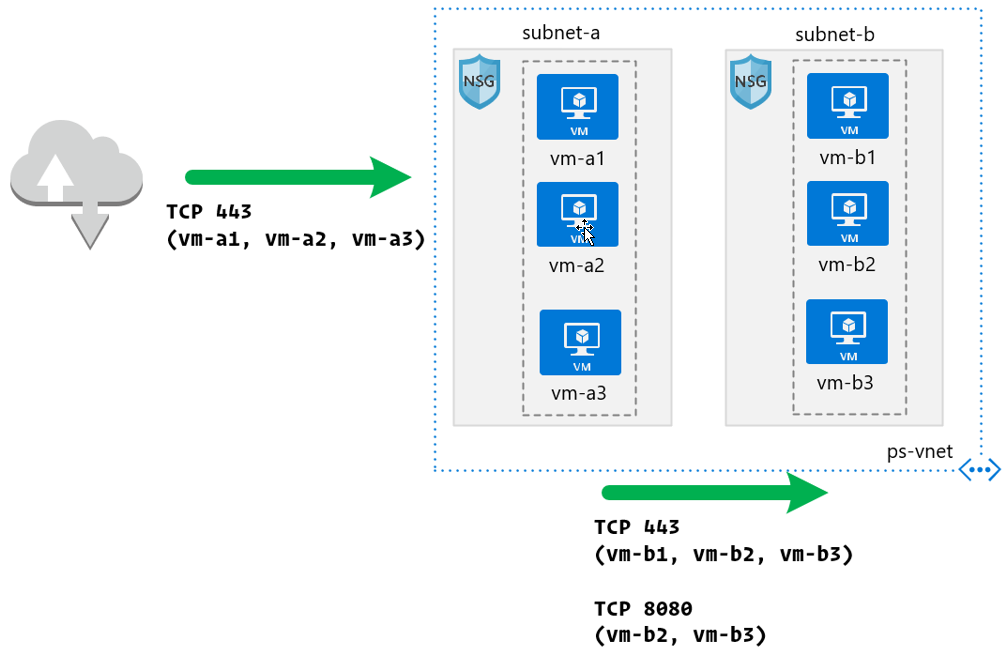 subnet-a
subnet-b
NSG
NSG
VM
vm-a1
VM
vm-b1
TCP 443
(vm-a1, vm-a2, vm-a3)
VM
vm-a2
VM
vm-b2
VM
vm-a3
VM
vm-b3
ps-vnet
TCP 443
(vm-b1, vm-b2, vm-b3)
TCP 8080
(vm-b2, vm-b3)